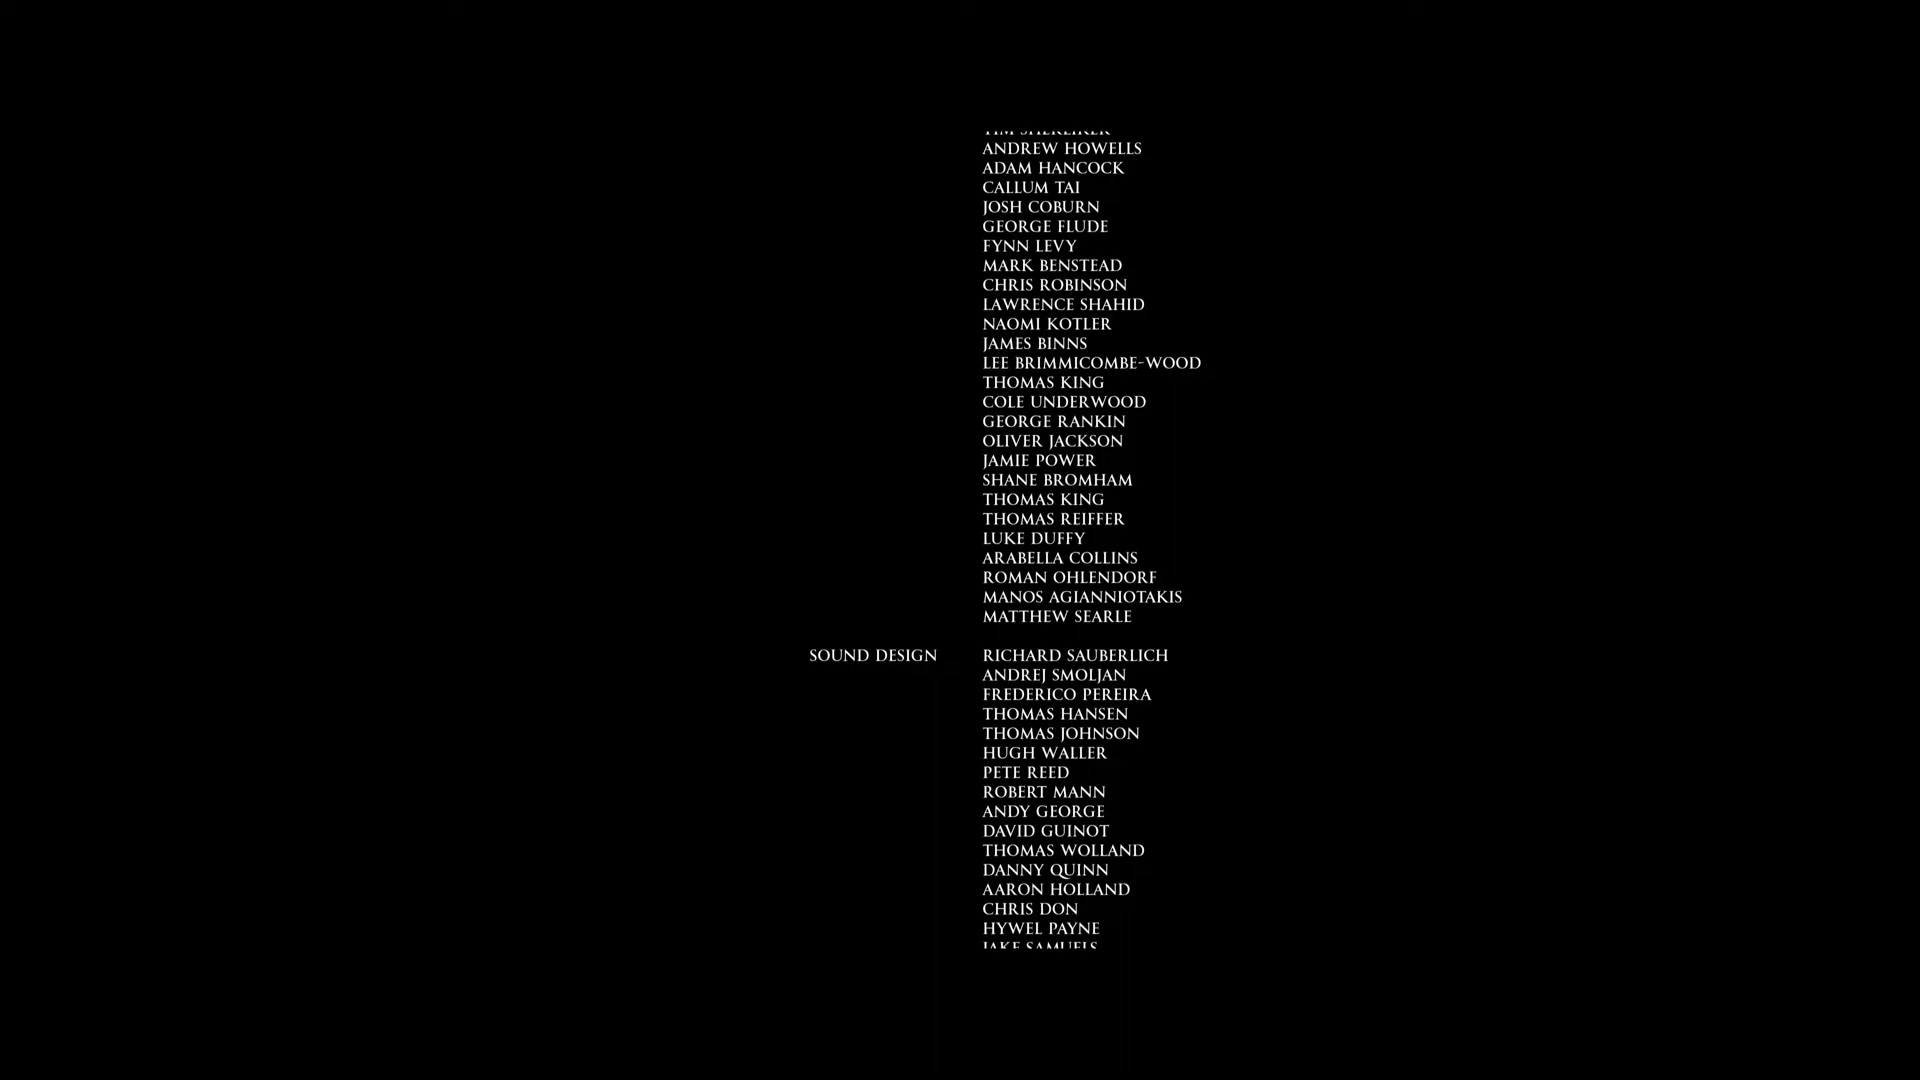 ANDREW HOWELLS
ADAM HANCOCK
CALLUM TAI
JOSH COBURN
GEORGE FLUDE
FYNN LEVY
MARK BENSTEAD
CHRIS ROBINSON
LAWRENCE SHAHID
NAOMI KOTLER
JAMES BINNS
LEE BRIMMICOMBE-WOOD
THOMAS KING
COLE UNDERWOOD
GEORGE RANKIN
OLIVER JACKSON
JAMIE POWER
SHANE BROMHAM
THOMAS KING
THOMAS REIFFER
LUKE DUFFY
ARABELLA COLLINS
ROMAN OHLENDORF
MANOS AGIANNIOTAKIS
MATTHEW SEARLE
SOUND DESIGN RICHARD SAUBERLICH
ANDREJ SMOLJAN
FREDERICO PEREIRA
THOMAS HANSEN
THOMAS JOHNSON
HUGH WALLER
PETE REED
ROBERT MANN
ANDY GEORGE
DAVID GUINOT
THOMAS WOLLAND
DANNY QUINN
AARON HOLLAND
CHRIS DON
HYWEL PAYNE
JAKE SAMUELS